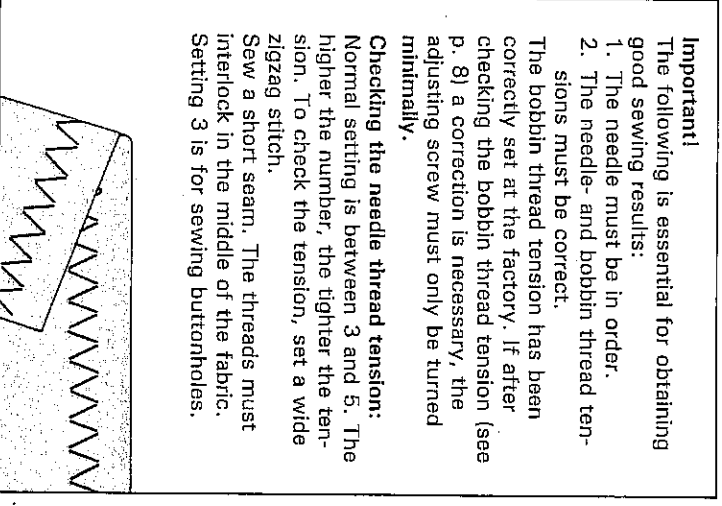 Important!
The following is essential for obtaining
good sewing results:
1. The needle must be in order.
2. The needle- and bobbin thread ten-
sions must be correct.
The bobbin thread tension has been
correctly set at the factory. If after
checking the bobbin thread tension (see
p. 8) a correction is necessary, the
adjusting screw must only be turned
minimally.
Checking the needle thread tension:
Normal setting is between 3 and 5. The
higher the number, the tighter the ten-
sion. To check the tension, set a wide
zigzag stitch.
Sew a short seam. The threads must
interlock in the middle of the fabric.
Setting 3 is for sewing buttonholes.